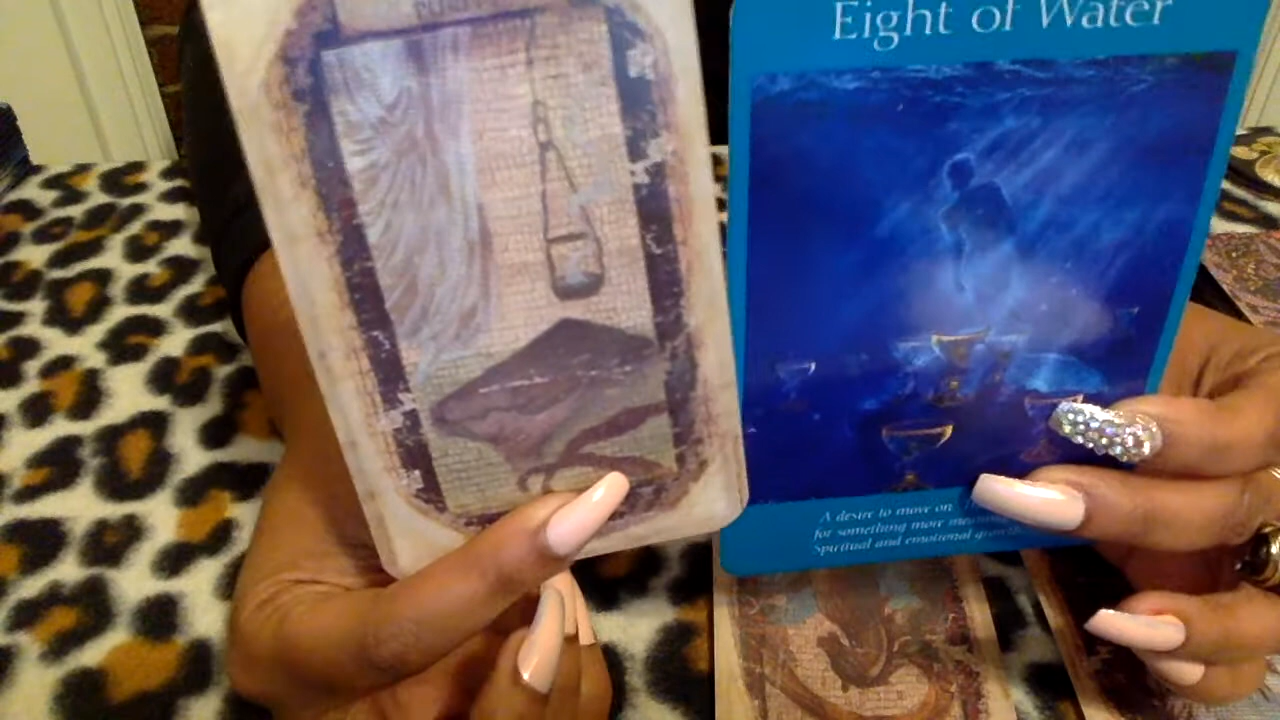 Eight of Water
A desire to move on.
for something more
Spiritual and emotional